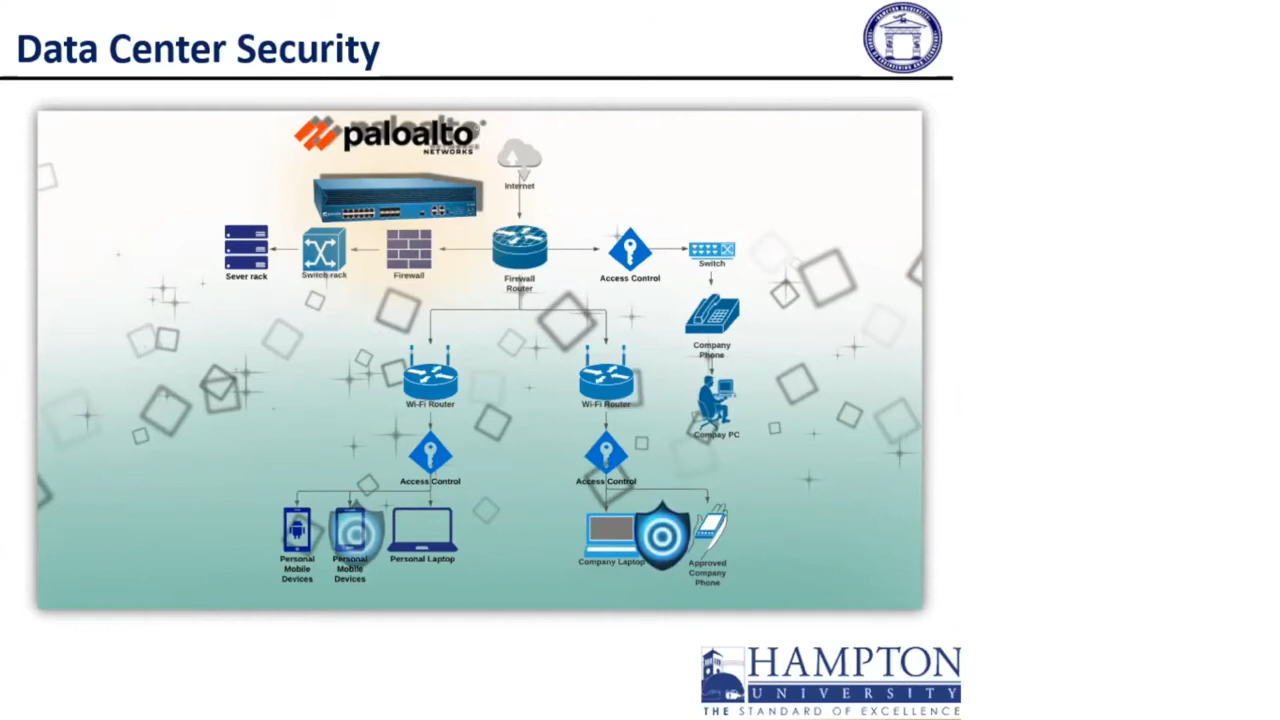 Data Center Security
paloalto
NETWORKS
Internet
Sever rack
Switch rack
Firewall
Firewall
Router
Access Control
Switch
Company
Phone
Wi-Fi Router
Wi-Fi Router
Compay PC
Access Control
Access Control
Personal
Mobile
Devices
Personal
Mobile
Devices
Personal Laptop
Company Laptop
Approved
Company
Phone
HAMPTON
UNIVERSITY
THE STANDARD OF EXCELLENCE